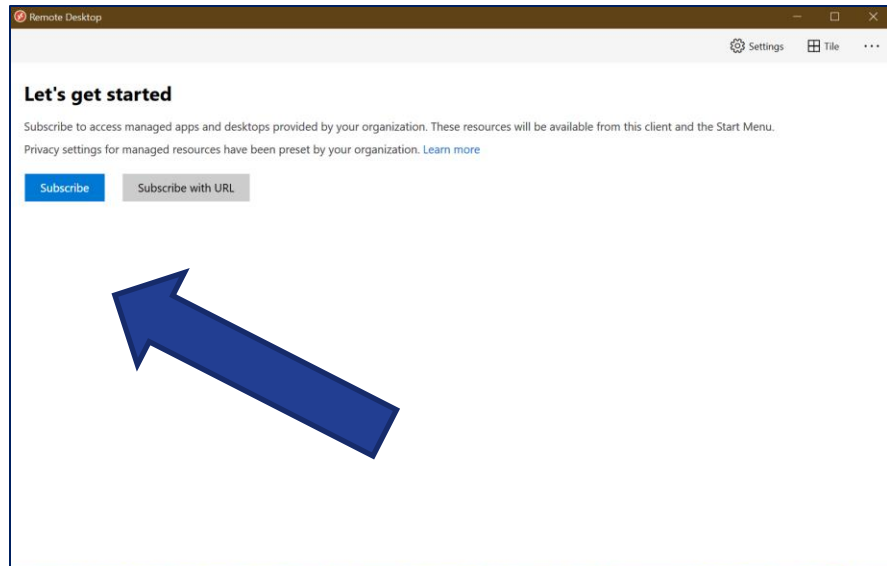 Remote Desktop
Settings Tile ...
Let's get started
Subscribe to access managed apps and desktops provided by your organization. These resources will be available from this client and the Start Menu.
Privacy settings for managed resources have been preset by your organization. Learn more
Subscribe Subscribe with URL